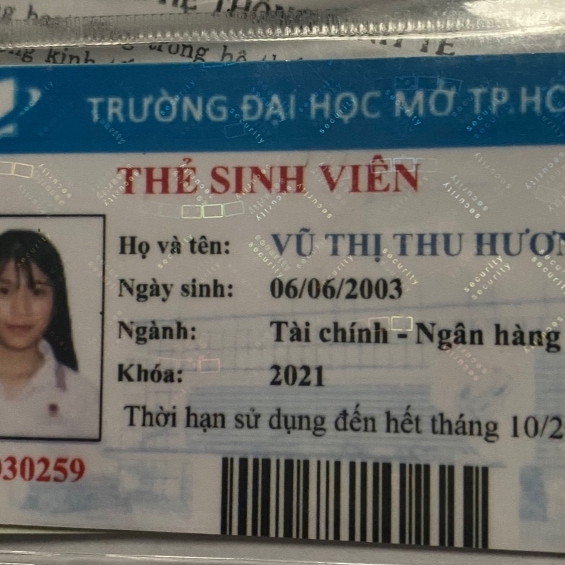 TRƯỜNG ĐẠI HỌC MỞ TP.HC
THẺ SINH VIÊN
Họ và tên: VŨ THỊ THU HƯƠN
Ngày sinh: 06/06/2003
Ngành: Tài chính - Ngân hàng
Khóa: 2021
Thời hạn sử dụng đến hết tháng 10/2
030259